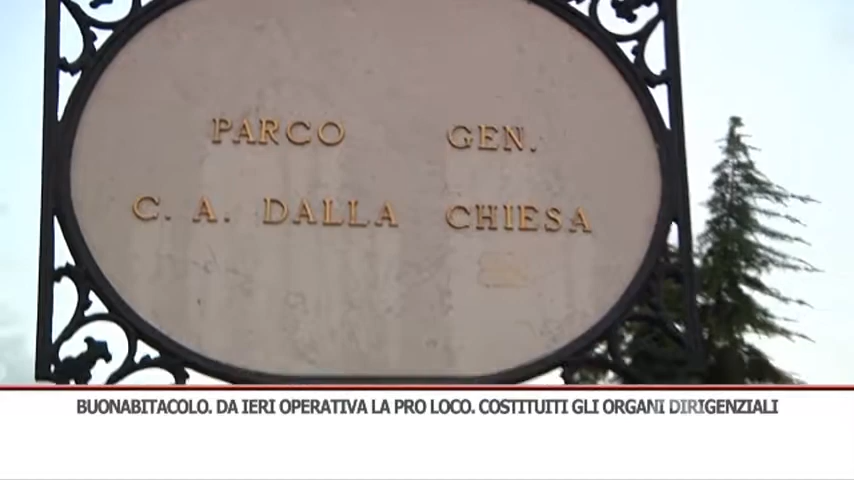 PARCO GEN.
C. A. DALLA CHIESA
BUONABITACOLO. DA IERI OPERATIVA LA PRO LOCO. COSTITUITI GLI ORGANI DIRIGENZIALI